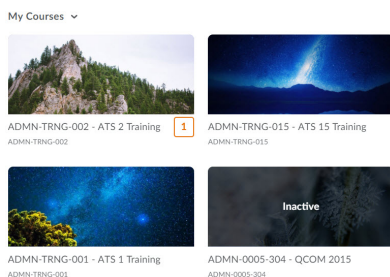 My Courses
ADMN-TRNG-002 - ATS 2 Training
1
ADMN-TRNG-002
ADMN-TRNG-015 - ATS 15 Training
ADMN-TRNG-015
ADMN-TRNG-001 - ATS 1 Training
ADMN-TRNG-001
Inactive
ADMN-0005-304 - QCOM 2015
ADMN-0005-304